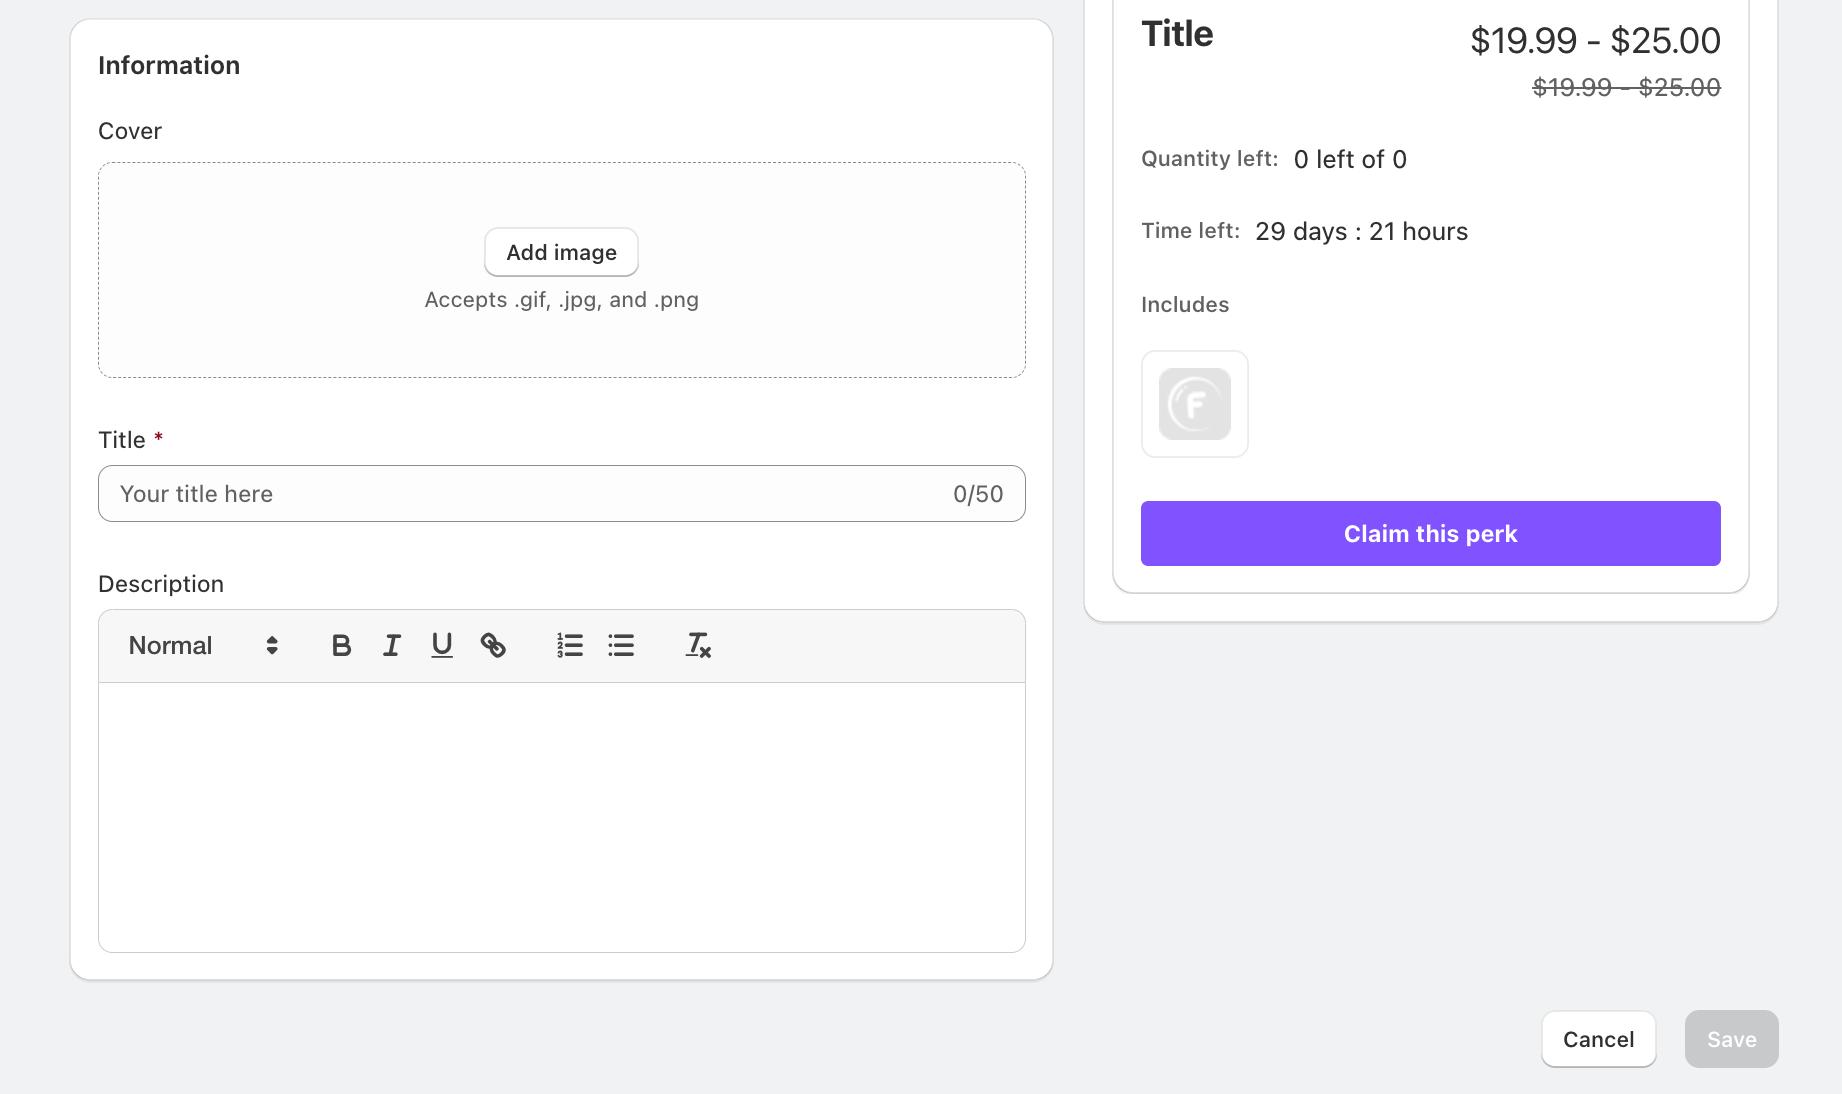 Information
Cover
Add image
Accepts .gif, .jpg, and .png
Title *
Your title here 0/50
Description
Normal
Title $19.99 - $25.00
$19.99 - $25.00
Quantity left: 0 left of 0
Time left: 29 days : 21 hours
Includes
F
Claim this perk
Cancel Save